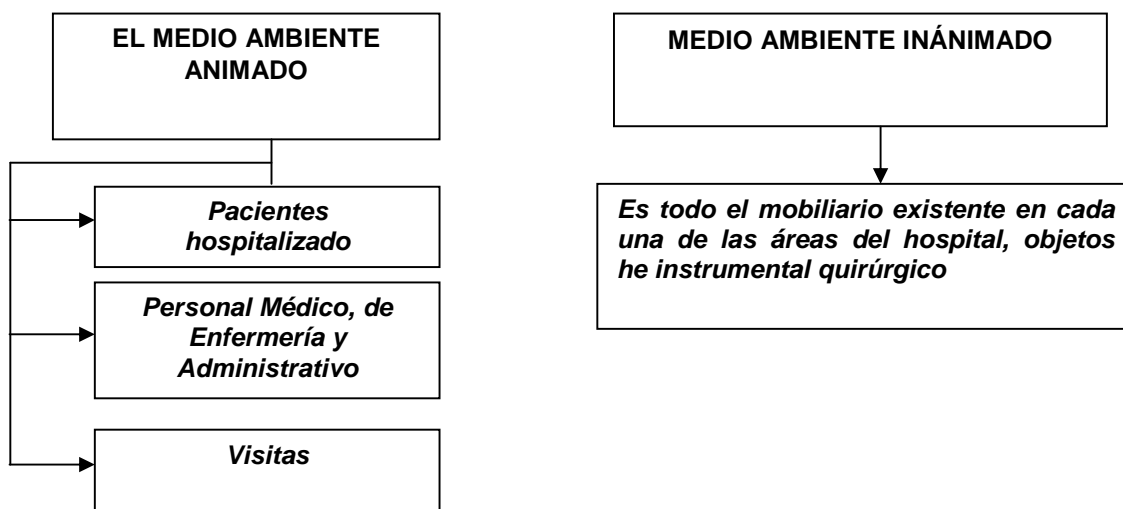 EL MEDIO AMBIENTE
ANIMADO
Pacientes
hospitalizado
Personal Médico, de
Enfermería y
Administrativo
Visitas
MEDIO AMBIENTE INÁNIMADO
Es todo el mobiliario existente en cada
una de las áreas del hospital, objetos
he instrumental quirúrgico